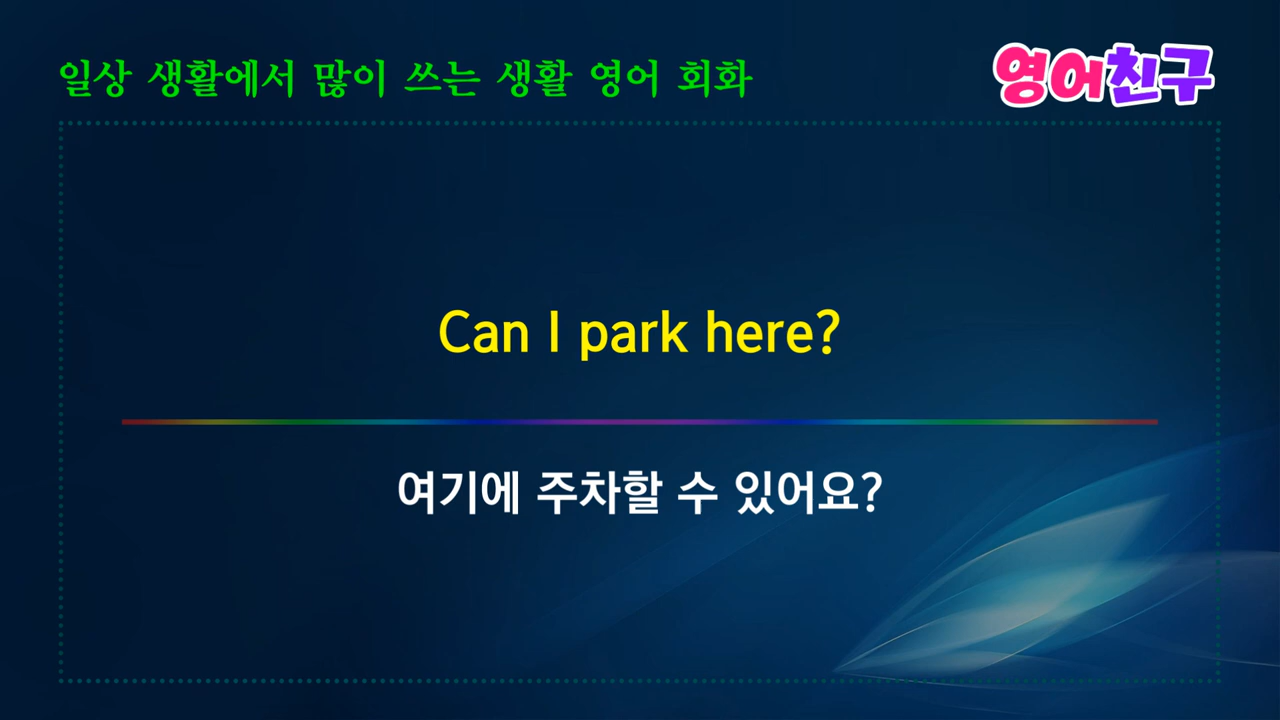 일상 생활에서 많이 쓰는 생활 영어 회화
영어친구
Can I park here?
여기에 주차할 수 있어요?